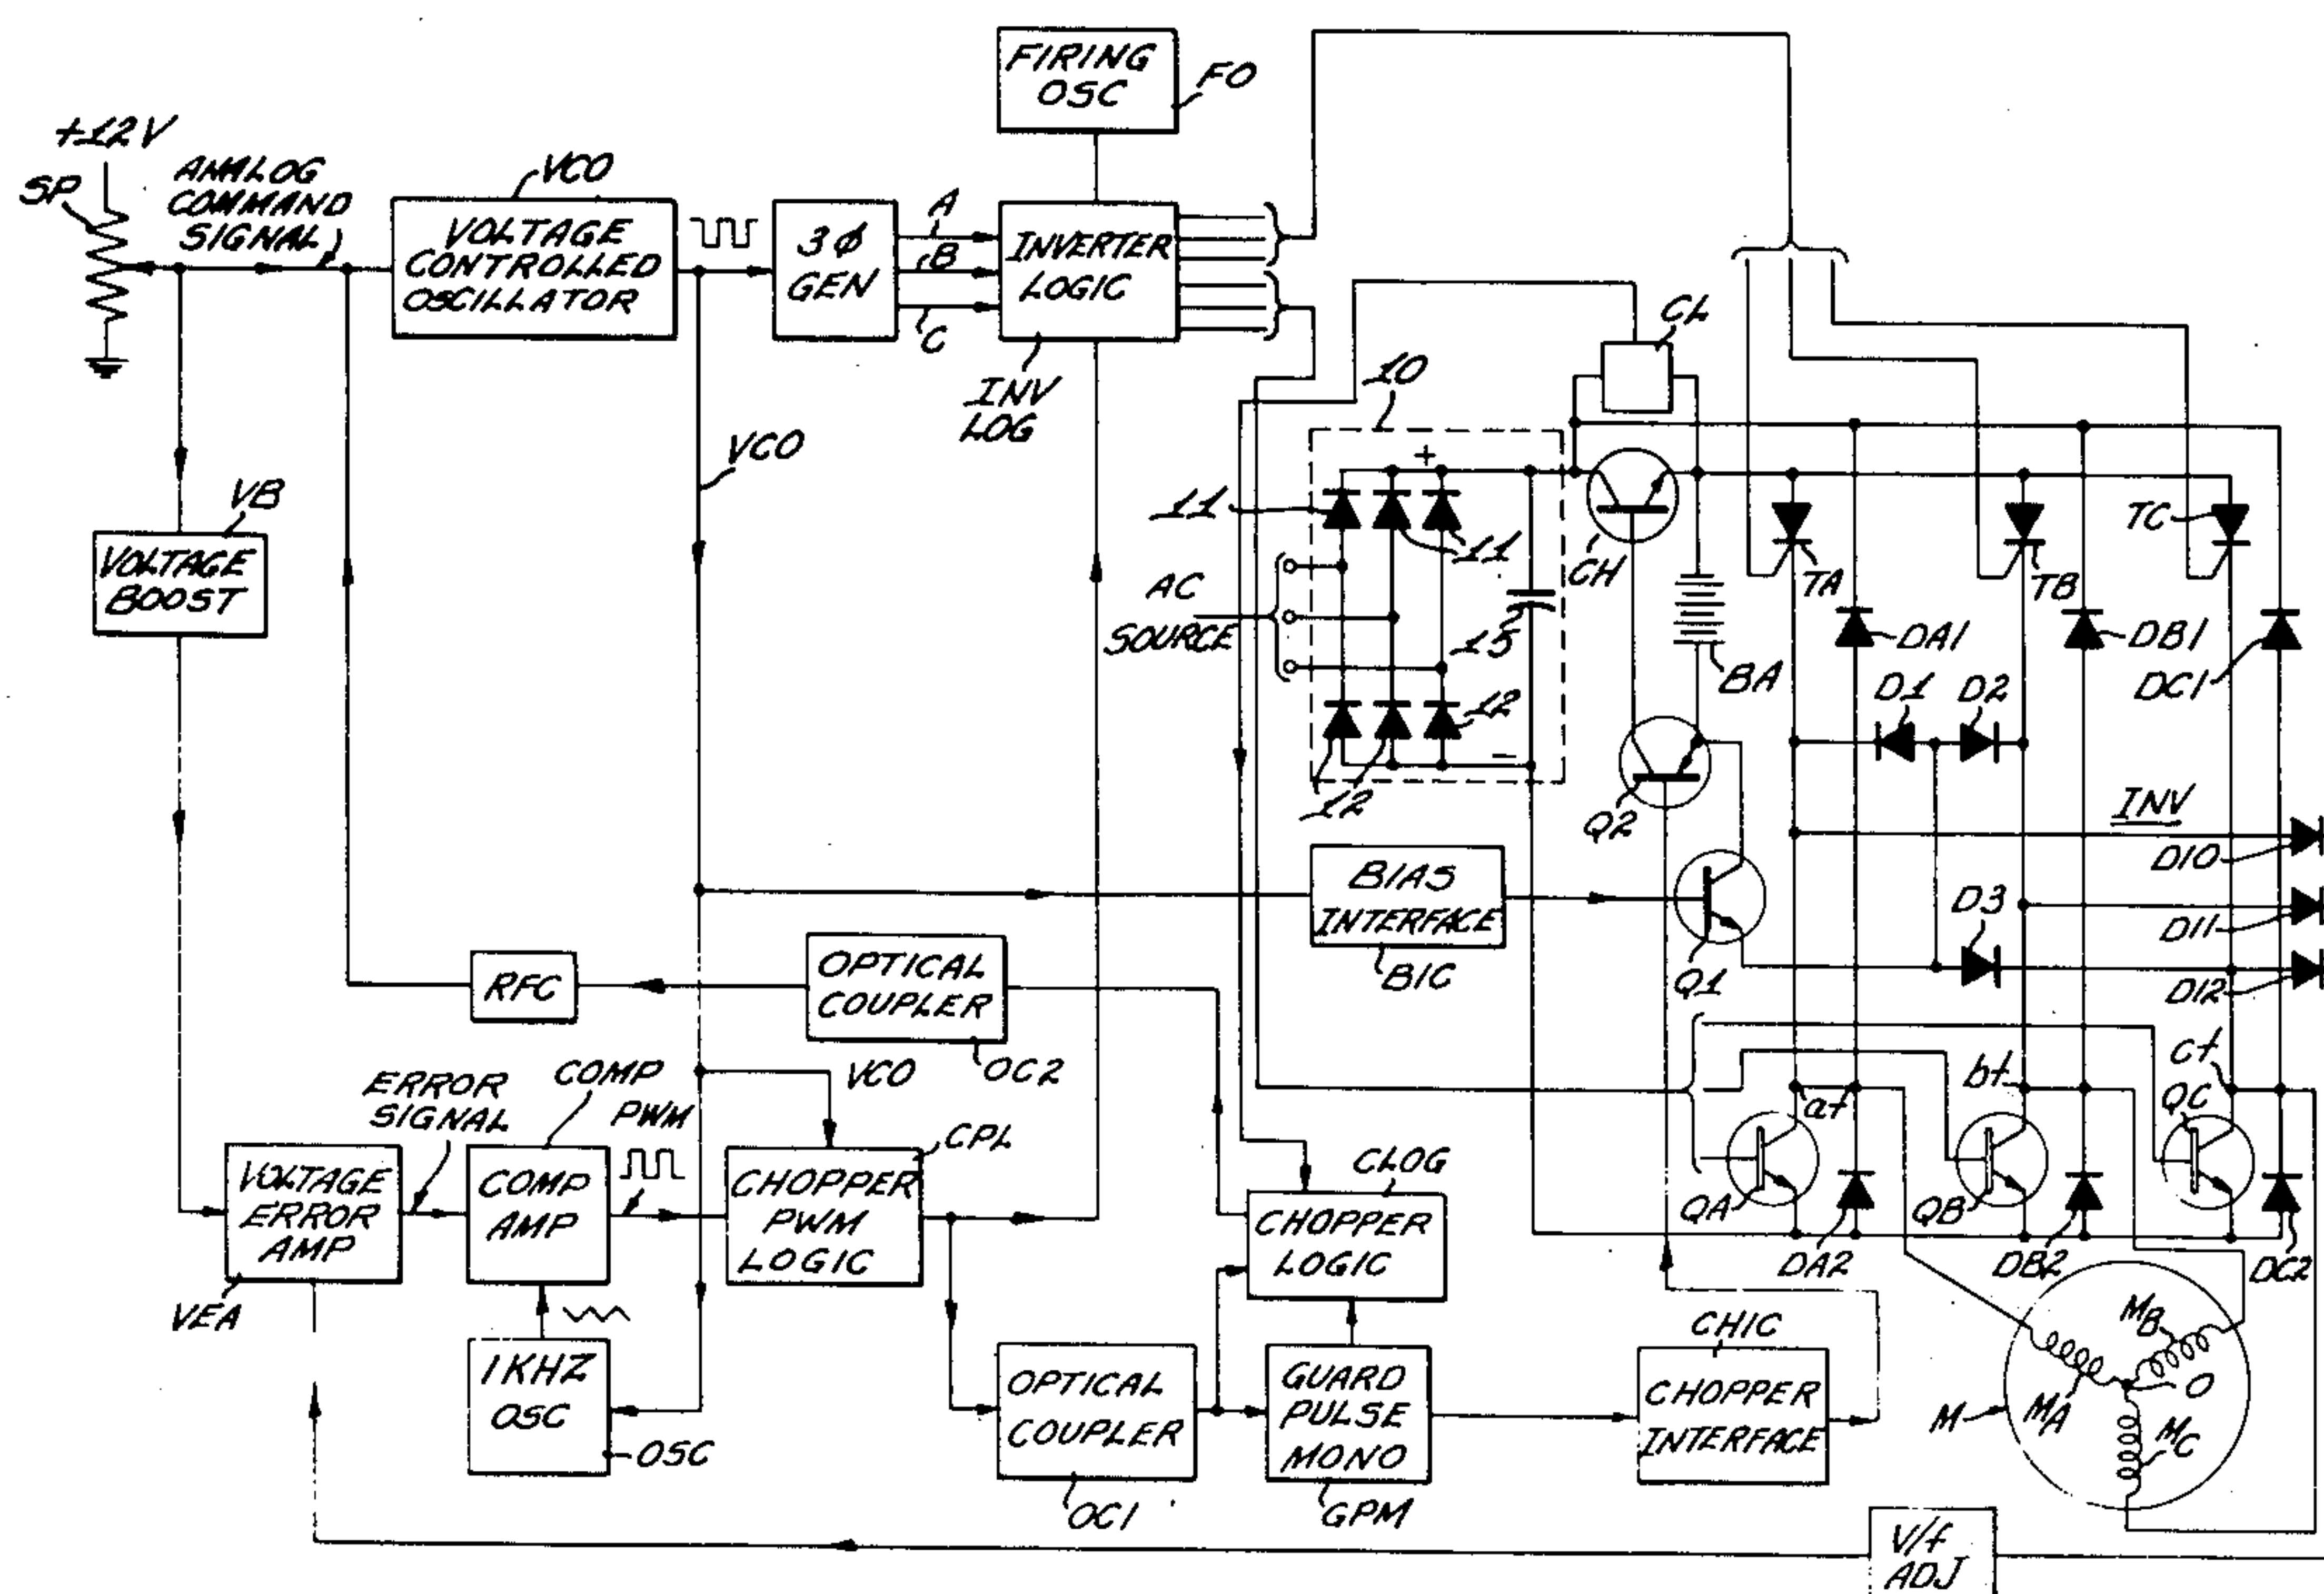 FIRING
OSC
FO
+12V
SP
ANALOG
COMMAND
SIGNAL
VCO
VOLTAGE
CONTROLLED
OSCILLATOR
3φ
GEN
A
B
C
INVERTER
LOGIC
INV
LOG
VCO
CL
10
VB
VOLTAGE
BOOST
+
11
11
CH
AC
SOURCE
15
BA
12
12
−
TA
TB
TC
DA1
DB1
DC1
D1
D2
Q2
INV
D10
D11
D12
D3
BIAS
INTERFACE
BIC
Q1
RFC
OPTICAL
COUPLER
OC2
VCO
ERROR
SIGNAL
COMP
PWM
CPL
VOLTAGE
ERROR
AMP
VEA
COMP
AMP
CHOPPER
PWM
LOGIC
CLOG
CHOPPER
LOGIC
at
bt
ct
QA
QB
QC
DA2
DB2
DC2
1KHZ
OSC
OSC
OPTICAL
COUPLER
OC1
GUARD
PULSE
MONO
GPM
CHIC
CHOPPER
INTERFACE
M
MA
MB
O
MC
V/f
ADJ